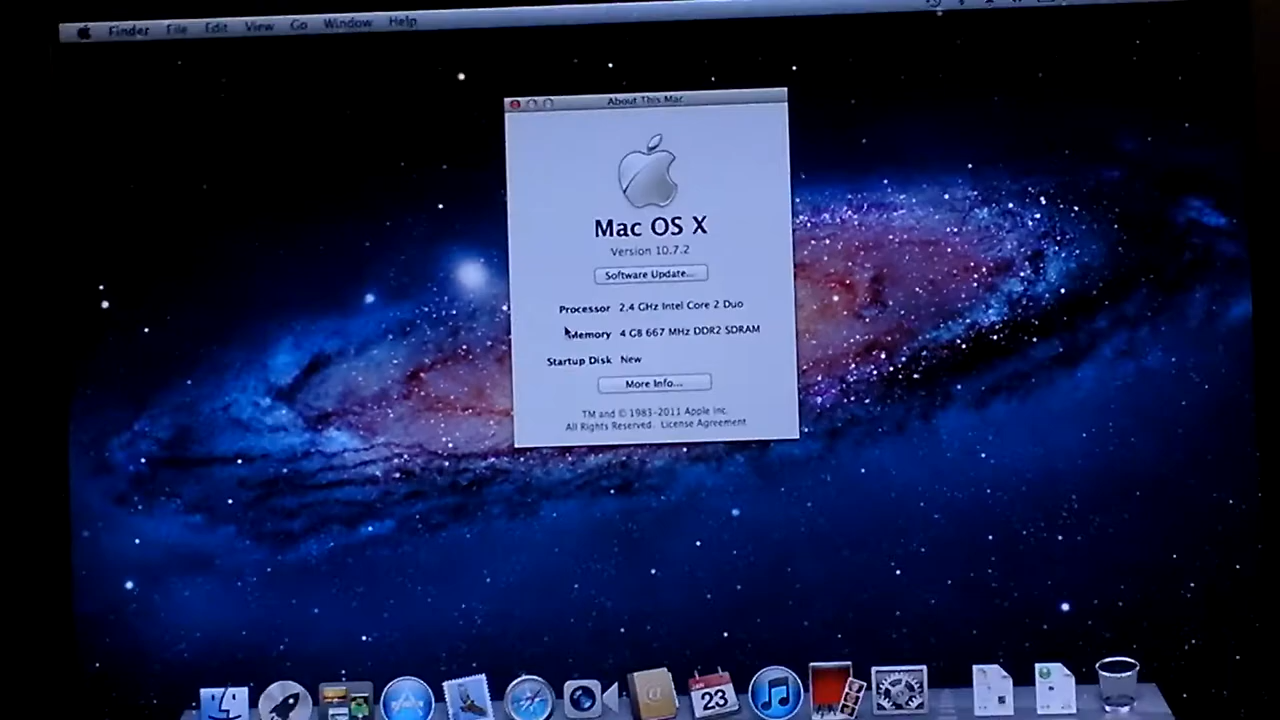 Finder File Edit View Go Window Help
About This Mac
Mac OS X
Version 10.7.2
Software Update...
Processor 2.4 GHz Intel Core 2 Duo
Memory 4 GB 667 MHz DDR2 SDRAM
Startup Disk New
More Info...
TM and © 1983-2011 Apple Inc.
All Rights Reserved. License Agreement
JAN
23